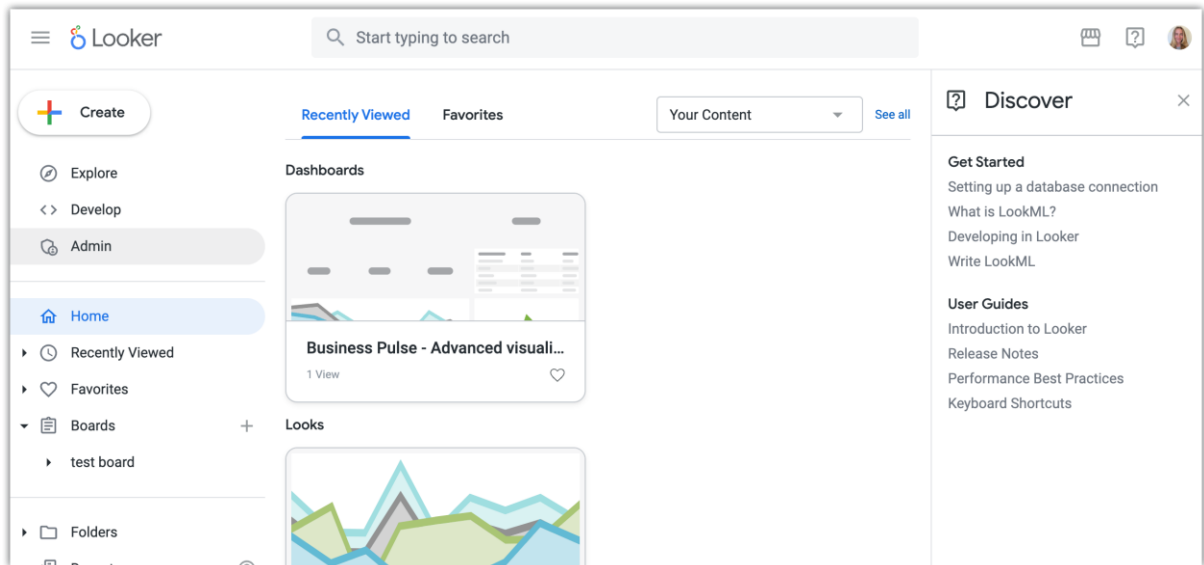 Looker
Start typing to search
Create
Explore
Develop
Admin
Home
Recently Viewed
Favorites
Boards
test board
Folders
Recently Viewed
Favorites
Your Content
See all
Dashboards
Business Pulse - Advanced visuali...
1 View
Looks
Discover
Get Started
Setting up a database connection
What is LookML?
Developing in Looker
Write LookML
User Guides
Introduction to Looker
Release Notes
Performance Best Practices
Keyboard Shortcuts